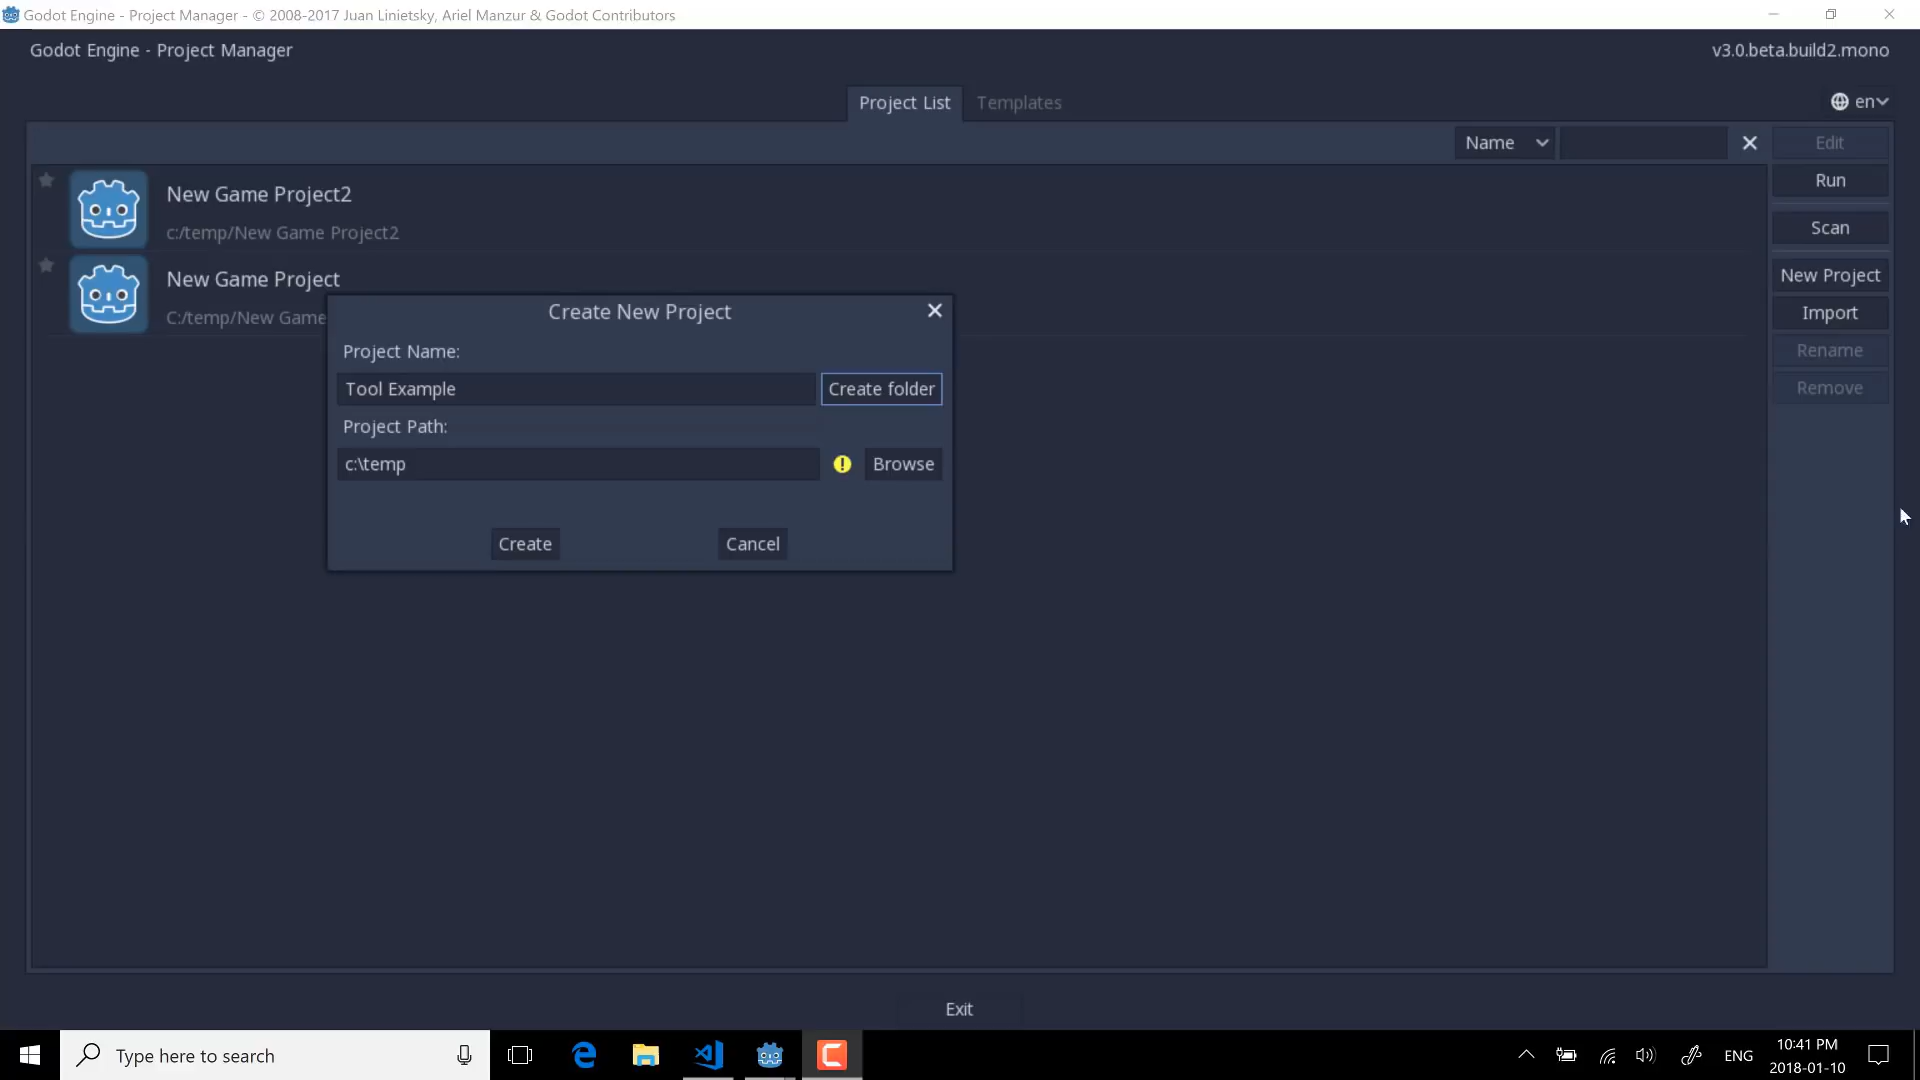 Godot Engine - Project Manager - © 2008-2017 Juan Linietsky, Ariel Manzur & Godot Contributors
Godot Engine - Project Manager
v3.0.beta.build2.mono
Project List
Templates
en
Name
Edit
New Game Project2
c:/temp/New Game Project2
Run
Scan
New Game Project
C:/temp/New Game
New Project
Import
Rename
Remove
Create New Project
Project Name:
Tool Example
Create folder
Project Path:
c:\temp
Browse
Create
Cancel
Exit
Type here to search
ENG
10:41 PM
2018-01-10